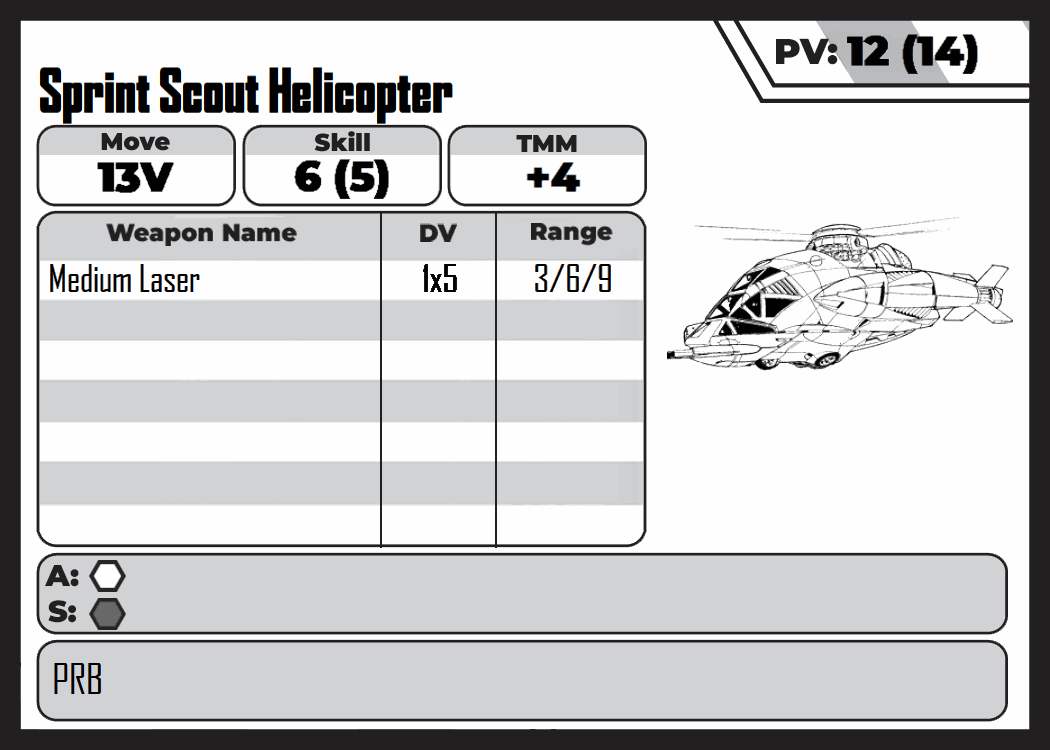 PV: 12 (14)
Sprint Scout Helicopter
Move Skill TMM
13V 6 (5) +4
Weapon Name DV Range
Medium Laser 1x5 3/6/9
A:
S:
PRB